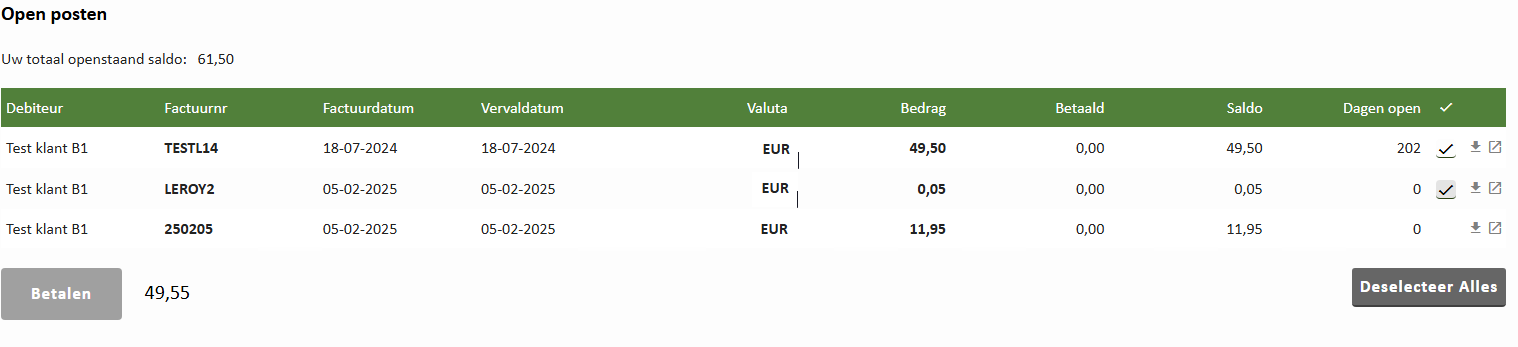 Open posten
Uw totaal openstaand saldo: 61,50
Debiteur Factuurnr Factuurdatum Vervaldatum Valuta Bedrag Betaald Saldo Dagen open
Test klant B1 TESTL14 18-07-2024 18-07-2024 EUR 49,50 0,00 49,50 202
Test klant B1 LEROY2 05-02-2025 05-02-2025 EUR 0,05 0,00 0,05 0
Test klant B1 250205 05-02-2025 05-02-2025 EUR 11,95 0,00 11,95 0
Betalen 49,55 Deselecteer Alles